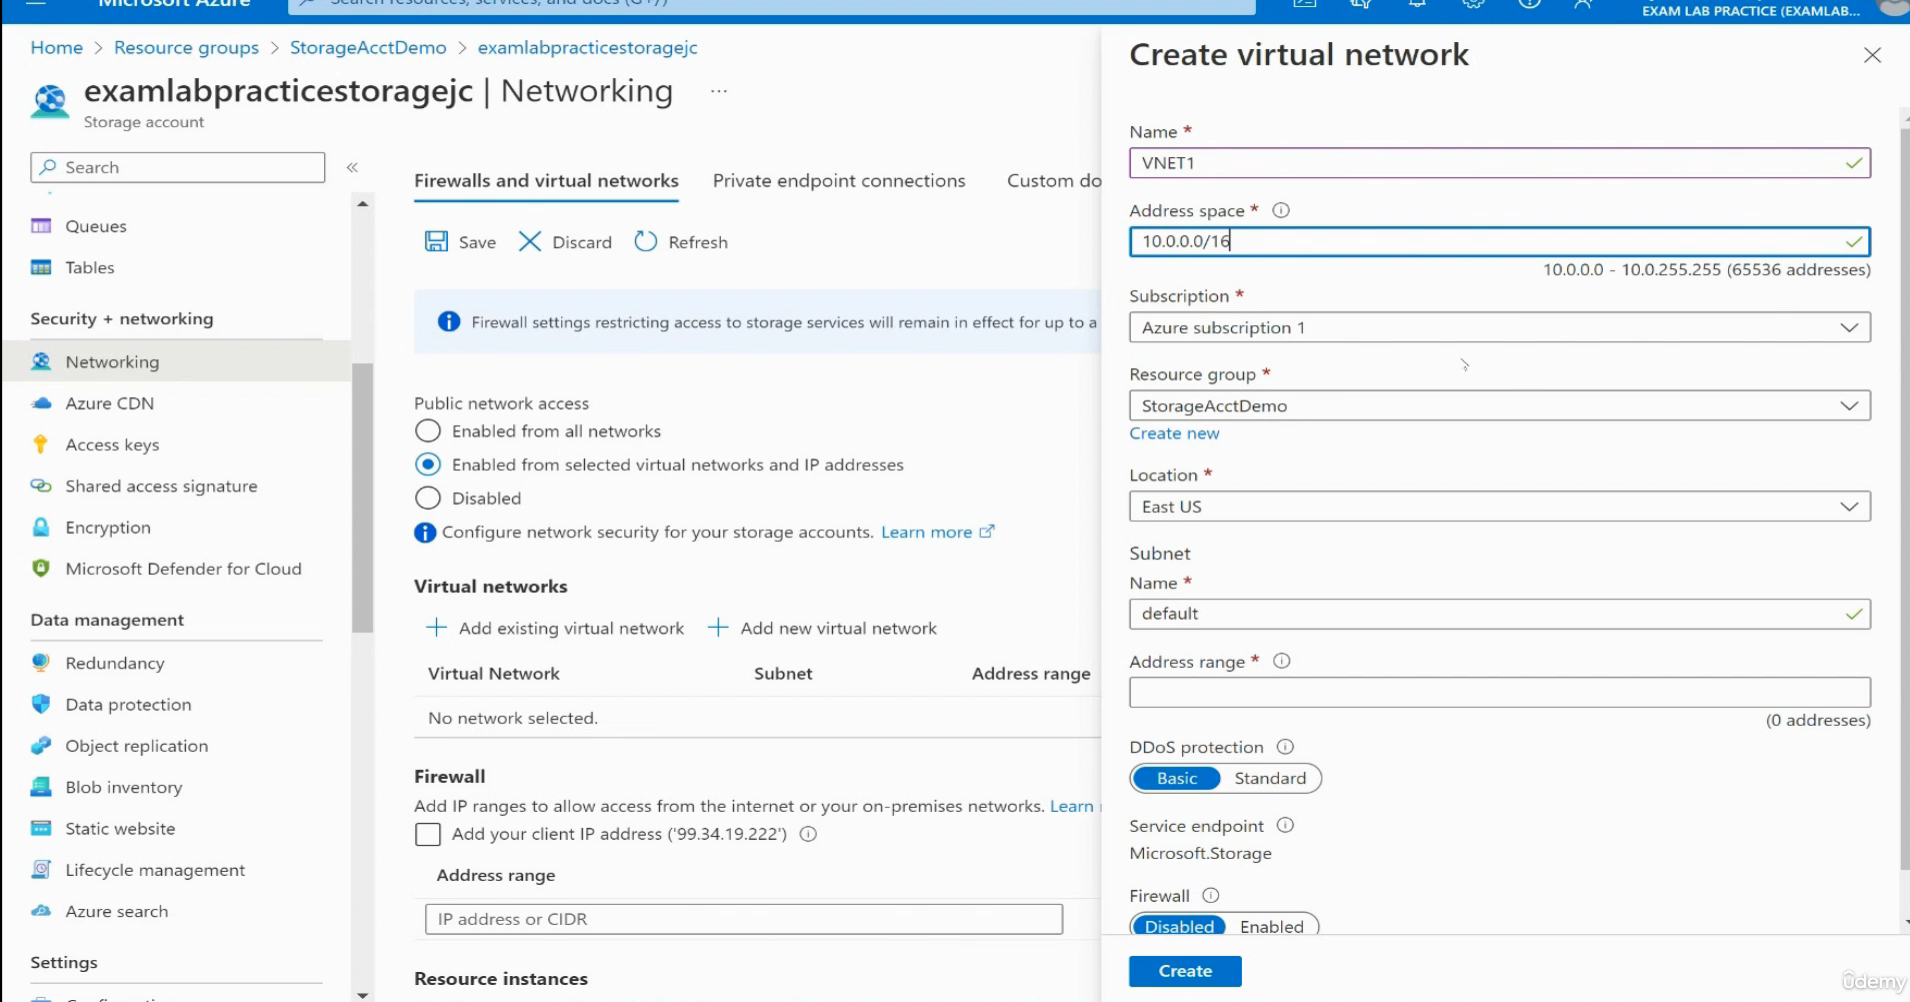 Microsoft Azure
Search resources, services, and docs (G+/)
EXAM LAB PRACTICE (EXAMLAB...
Home > Resource groups > StorageAcctDemo > examlabpracticestoragejc
examlabpracticestoragejc | Networking ...
Storage account
Search
«
Queues
Tables
Security + networking
Networking
Azure CDN
Access keys
Shared access signature
Encryption
Microsoft Defender for Cloud
Data management
Redundancy
Data protection
Object replication
Blob inventory
Static website
Lifecycle management
Azure search
Settings
Firewalls and virtual networks Private endpoint connections Custom do
Save Discard Refresh
Firewall settings restricting access to storage services will remain in effect for up to a
Public network access
Enabled from all networks
Enabled from selected virtual networks and IP addresses
Disabled
Configure network security for your storage accounts. Learn more
Virtual networks
+ Add existing virtual network + Add new virtual network
Virtual Network Subnet Address range
No network selected.
Firewall
Add IP ranges to allow access from the internet or your on-premises networks. Learn
Add your client IP address ('99.34.19.222')
Address range
IP address or CIDR
Resource instances
Create virtual network
Name *
VNET1
Address space *
10.0.0.0/16
10.0.0.0 - 10.0.255.255 (65536 addresses)
Subscription *
Azure subscription 1
Resource group *
StorageAcctDemo
Create new
Location *
East US
Subnet
Name *
default
Address range *
(0 addresses)
DDoS protection
Basic Standard
Service endpoint
Microsoft.Storage
Firewall
Disabled Enabled
Create
ûdemy